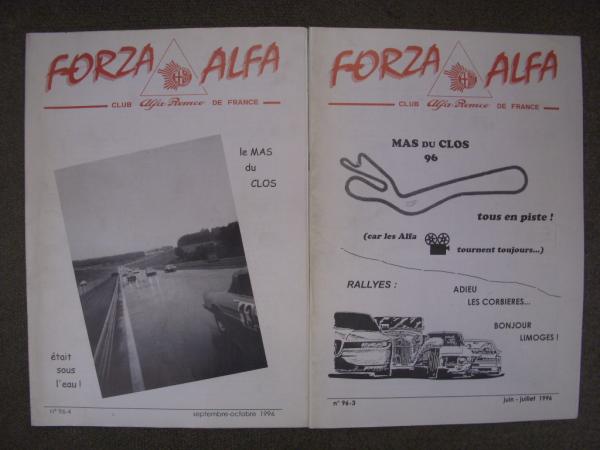 FORZA ALFA
CLUB Alfa-Romeo DE FRANCE
le MAS
du
CLOS
était
sous
l'eau !
n° 96-4
septembre-octobre 1996
FORZA ALFA
CLUB Alfa-Romeo DE FRANCE
MAS DU CLOS
96
tous en piste !
(car les Alfa
tournent toujours...)
RALLYES :
ADIEU
LES CORBIERES...
BONJOUR
LIMOGES !
n° 96-3
juin - juillet 1996